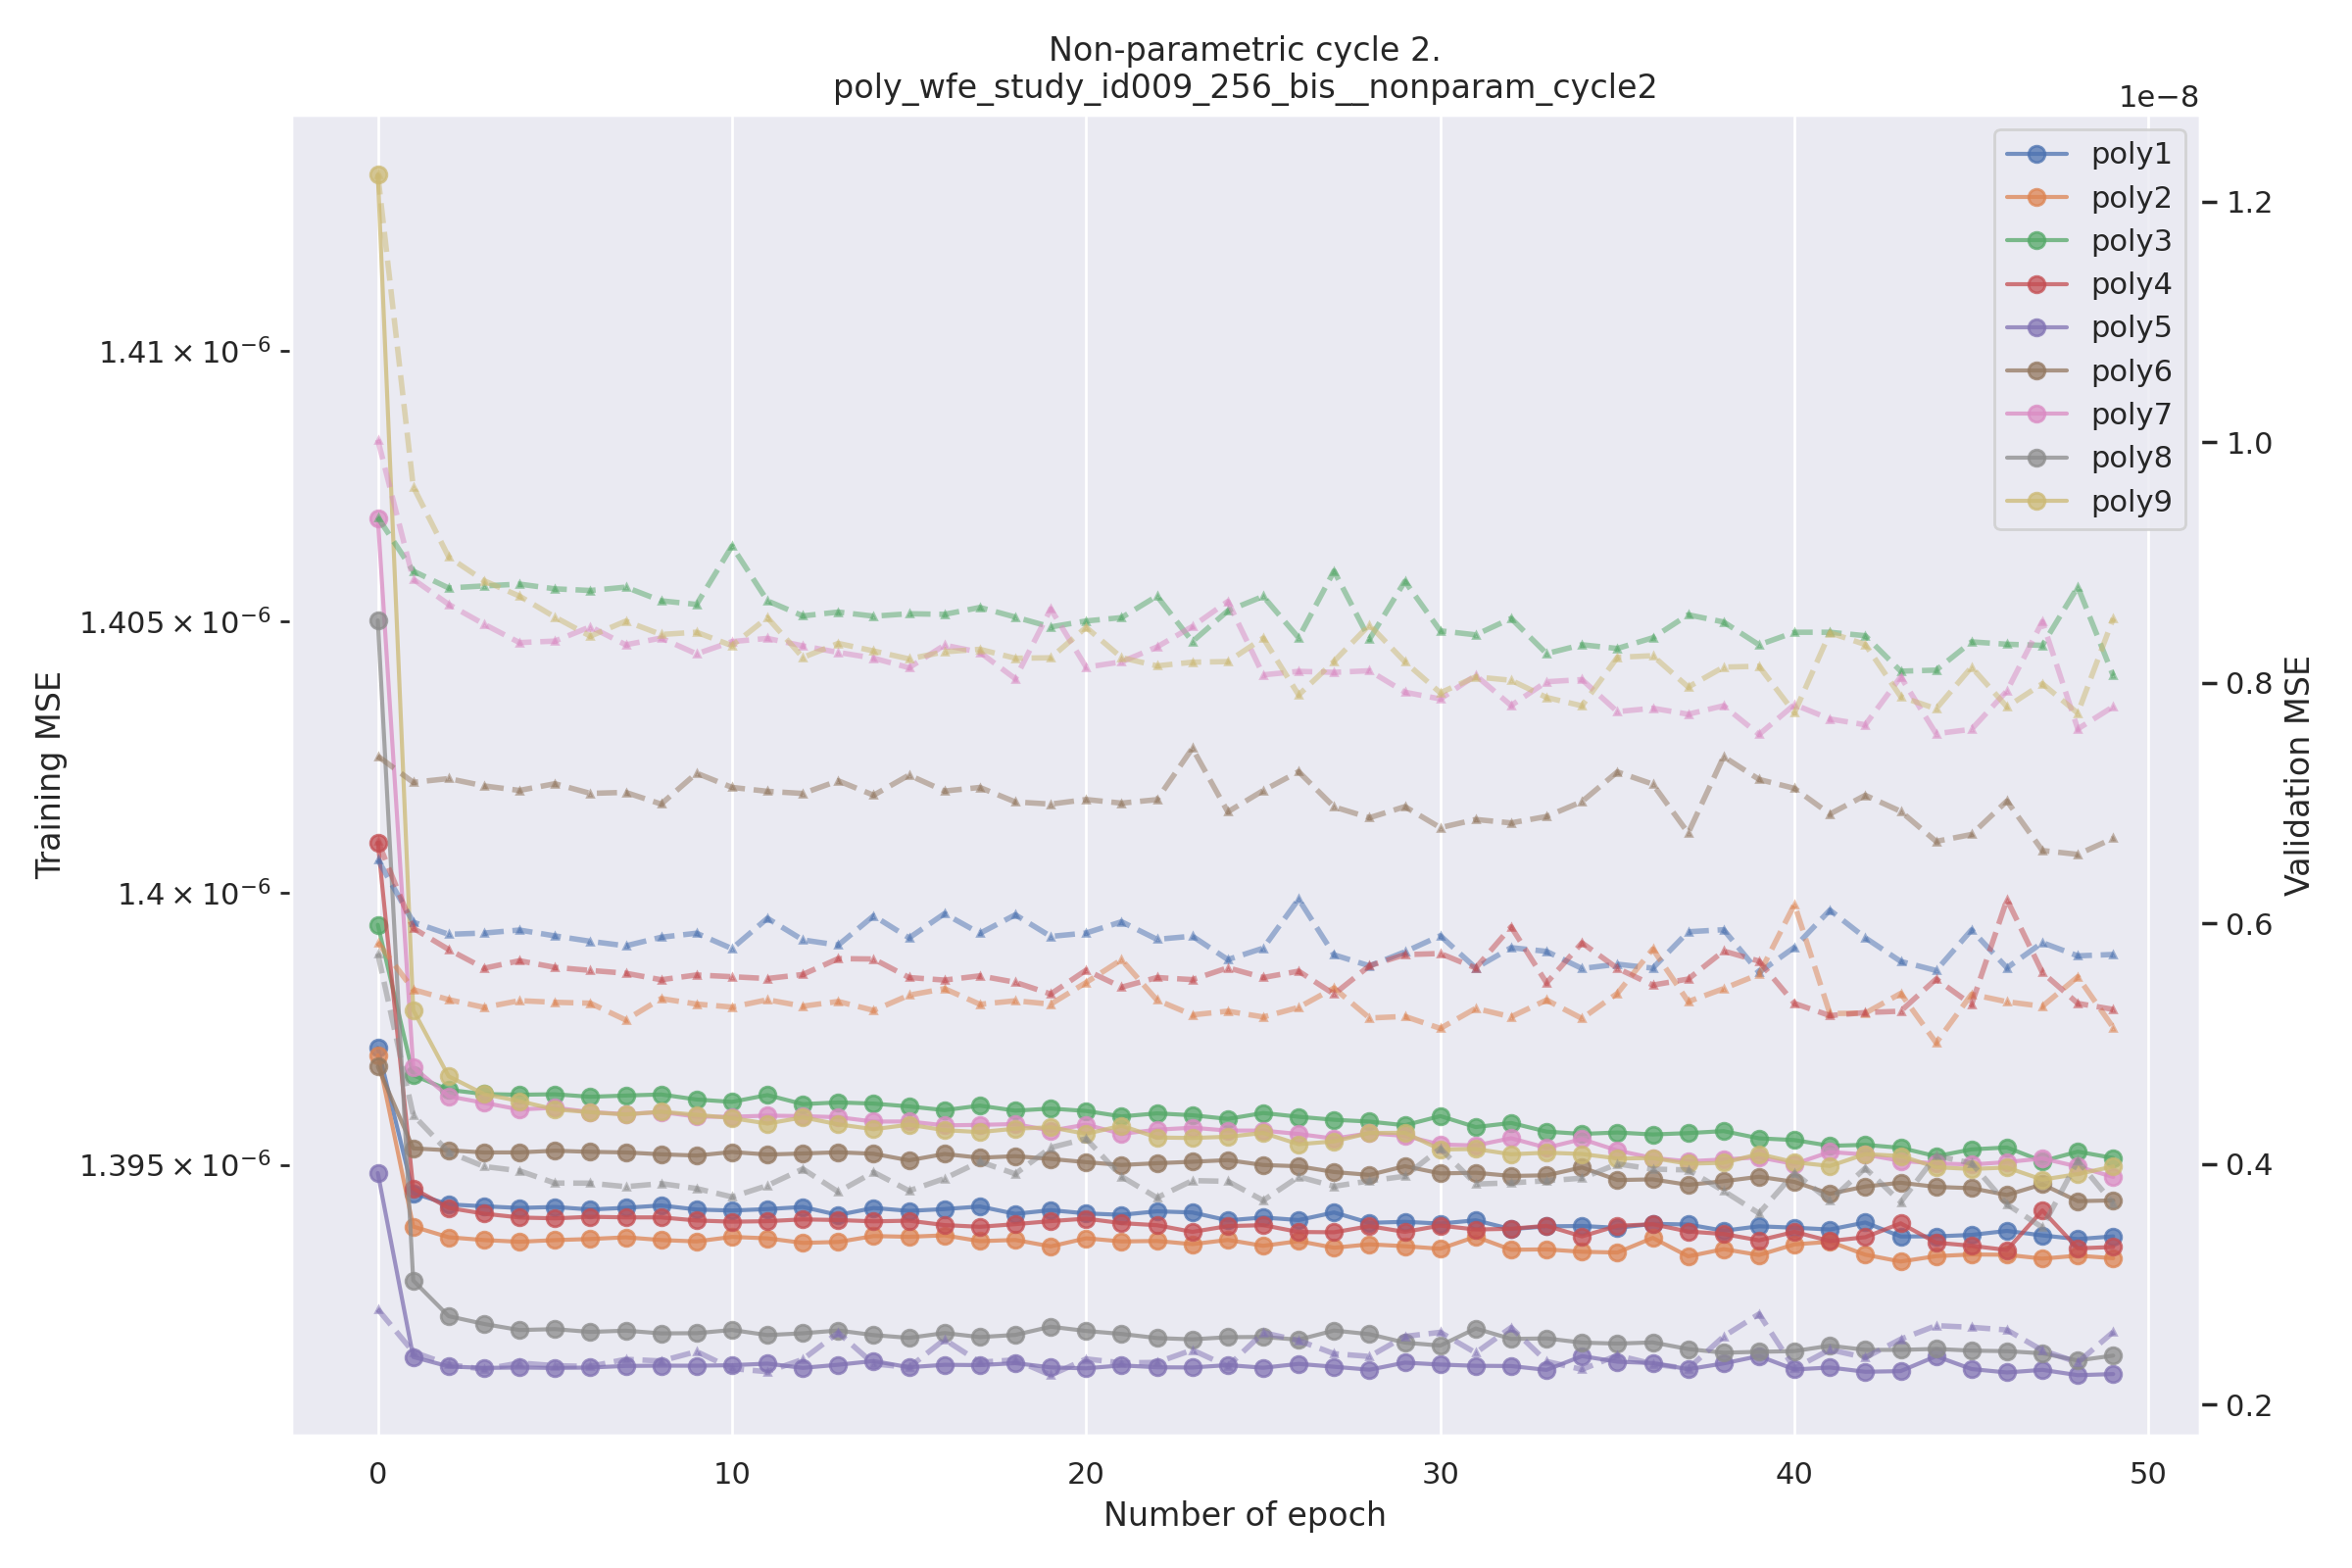 Non-parametric cycle 2.
poly_wfe_study_id009_256_bis__nonparam_cycle2
1e−8
poly1
poly2
poly3
poly4
poly5
poly6
poly7
poly8
poly9
1.41 × 10⁻⁶
1.405 × 10⁻⁶
1.4 × 10⁻⁶
1.395 × 10⁻⁶
Training MSE
1.2
1.0
0.8
0.6
0.4
0.2
Validation MSE
0 10 20 30 40 50
Number of epoch